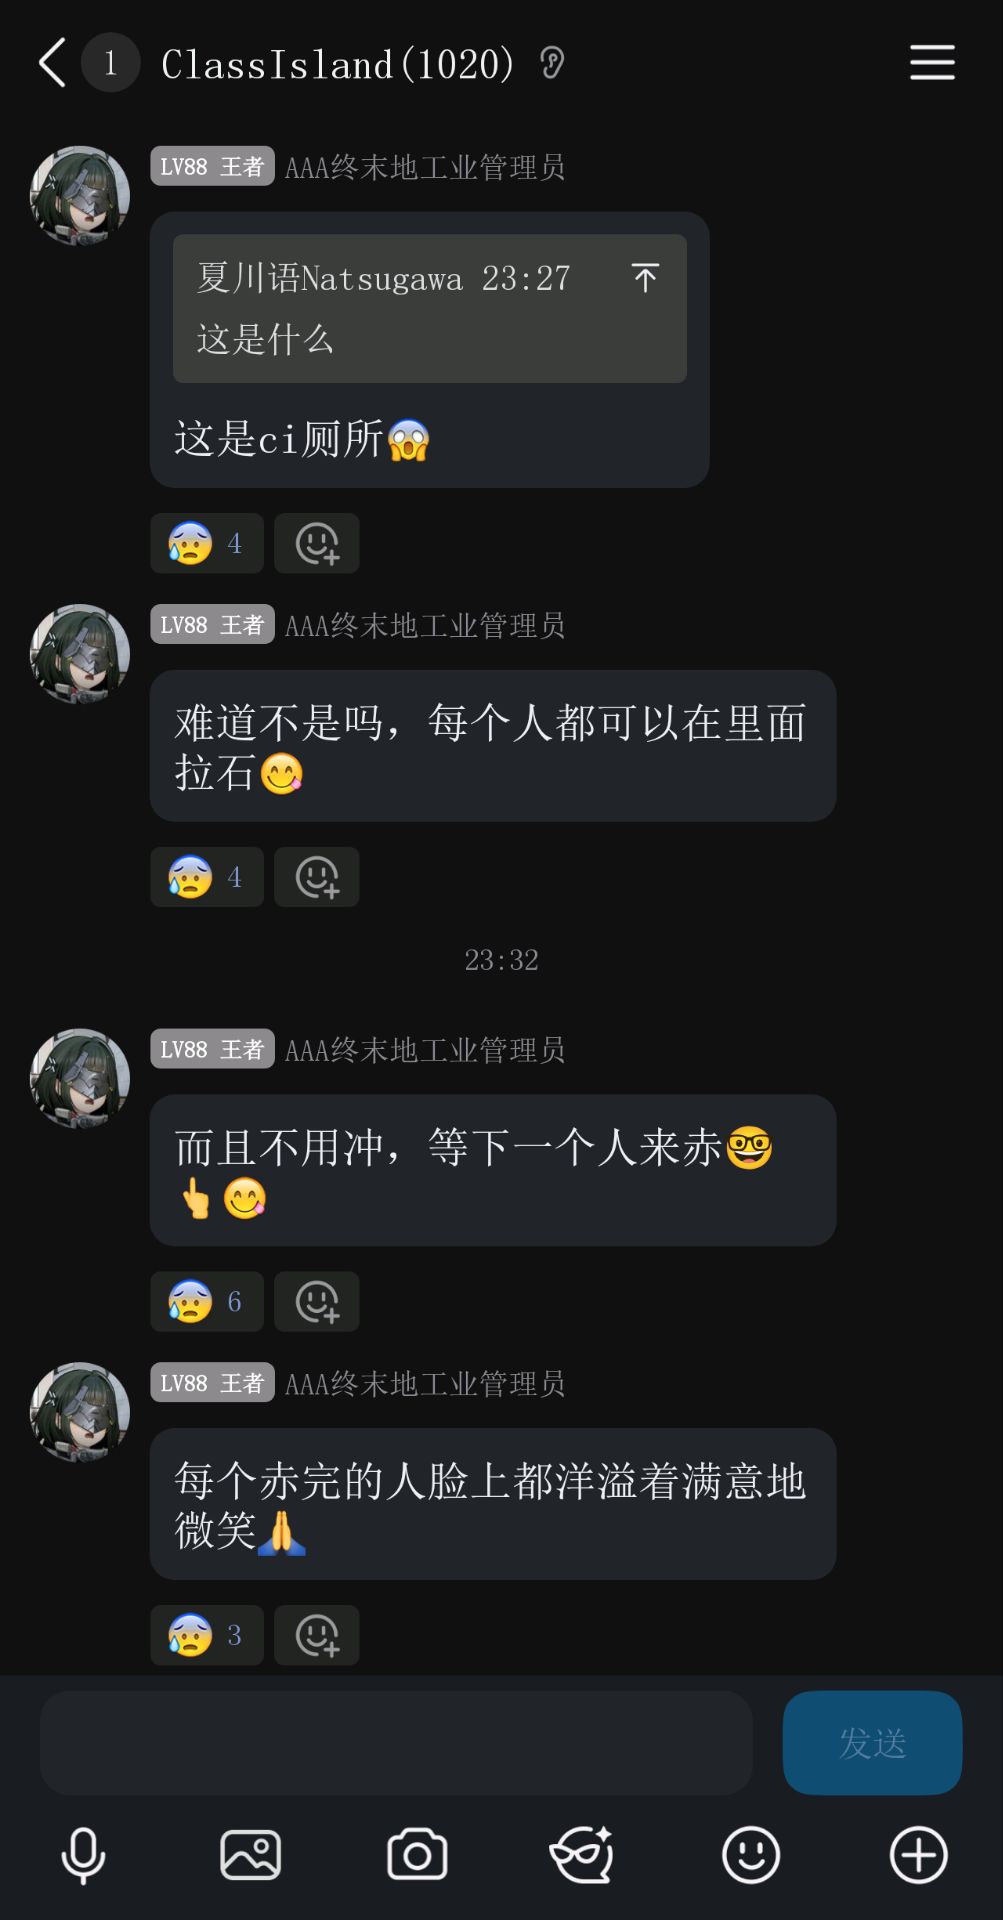 1 ClassIsland(1020)
LV88 王者 AAA终末地工业管理员
夏川语Natsugawa 23:27
这是什么
这是ci厕所😱
😰 4
LV88 王者 AAA终末地工业管理员
难道不是吗，每个人都可以在里面
拉石😋
😰 4
23:32
LV88 王者 AAA终末地工业管理员
而且不用冲，等下一个人来赤🤓
👆😋
😰 6
LV88 王者 AAA终末地工业管理员
每个赤完的人脸上都洋溢着满意地
微笑🙏
😰 3
发送